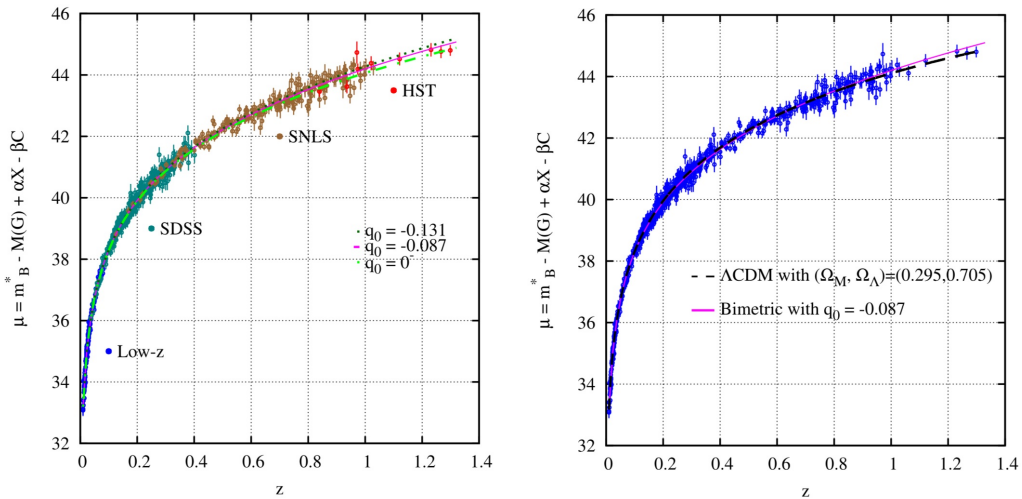 46
44
42
40
38
36
34
32
0
0.2
0.4
0.6
0.8
1
1.2
1.4
z
μ = m*B - M(G) + αX - βC
HST
SNLS
SDSS
q0 = -0.131
q0 = -0.087
q0 = 0-
Low-z
46
44
42
40
38
36
34
32
0
0.2
0.4
0.6
0.8
1
1.2
1.4
z
μ = m*B - M(G) + αX - βC
ΛCDM with (ΩM, ΩΛ)=(0.295,0.705)
Bimetric with q0 = -0.087